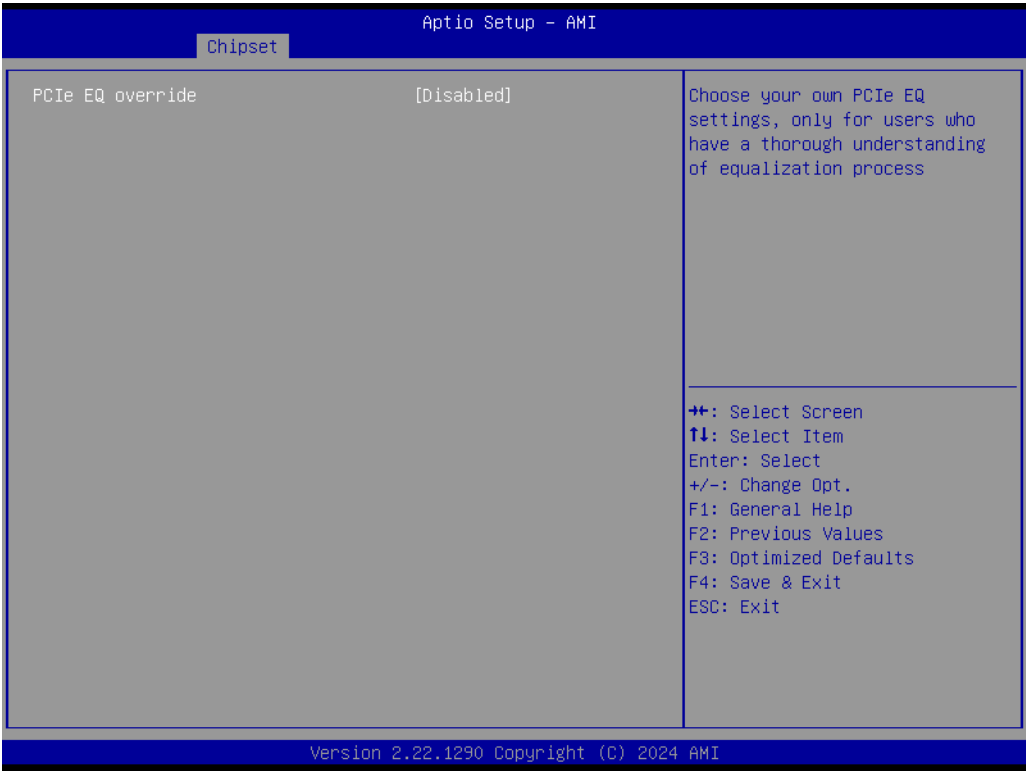 Aptio Setup - AMI
Chipset
PCIe EQ override [Disabled]
Choose your own PCIe EQ
settings, only for users who
have a thorough understanding
of equalization process
→←: Select Screen
↑↓: Select Item
Enter: Select
+/-: Change Opt.
F1: General Help
F2: Previous Values
F3: Optimized Defaults
F4: Save & Exit
ESC: Exit
Version 2.22.1290 Copyright (C) 2024 AMI